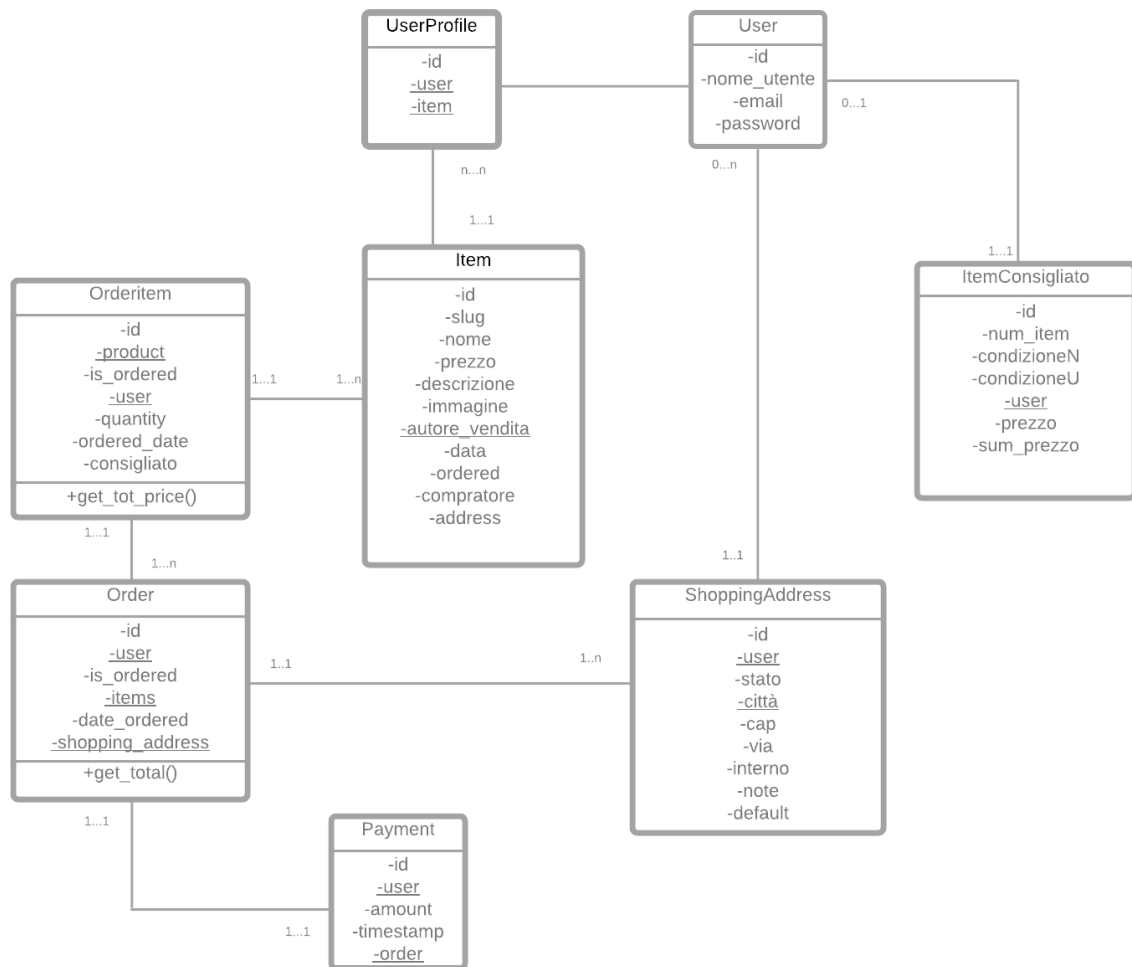 UserProfile
-id
-user
-item
User
-id
-nome_utente
-email
-password
0...1
n...n
0...n
1...1
1...1
Item
-id
-slug
-nome
-prezzo
-descrizione
-immagine
-autore_vendita
-data
-ordered
-compratore
-address
ItemConsigliato
-id
-num_item
-condizioneN
-condizioneU
-user
-prezzo
-sum_prezzo
Orderitem
-id
-product
-is_ordered
-user
-quantity
-ordered_date
-consigliato
+get_tot_price()
1...1
1...n
1...1
1...n
1..1
Order
-id
-user
-is_ordered
-items
-date_ordered
-shopping_address
+get_total()
1..1
1..n
ShoppingAddress
-id
-user
-stato
-città
-cap
-via
-interno
-note
-default
1...1
1...1
Payment
-id
-user
-amount
-timestamp
-order